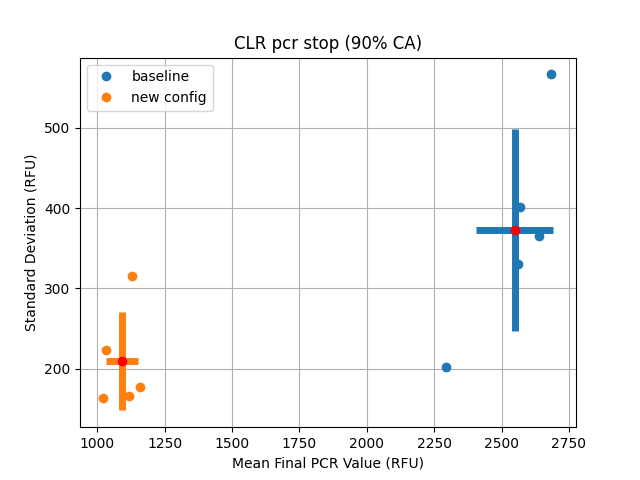 CLR pcr stop (90% CA)
baseline
new config
500
400
300
200
Standard Deviation (RFU)
1000 1250 1500 1750 2000 2250 2500 2750
Mean Final PCR Value (RFU)